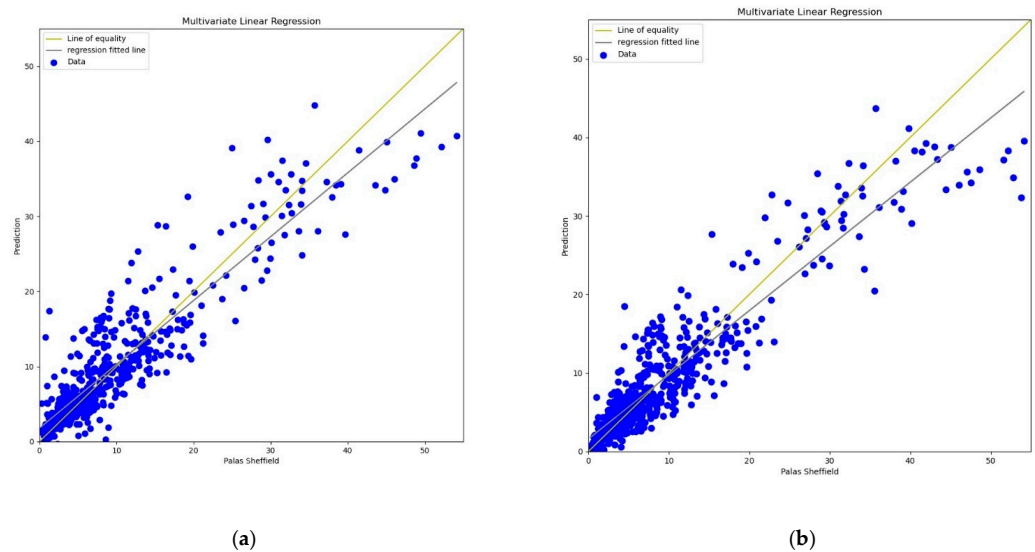 Multivariate Linear Regression
Line of equality
regression fitted line
Data
50
40
30
20
10
0
Prediction
0 10 20 30 40 50
Palas Sheffield
(a)
Multivariate Linear Regression
Line of equality
regression fitted line
Data
50
40
30
20
10
0
Prediction
0 10 20 30 40 50
Palas Sheffield
(b)